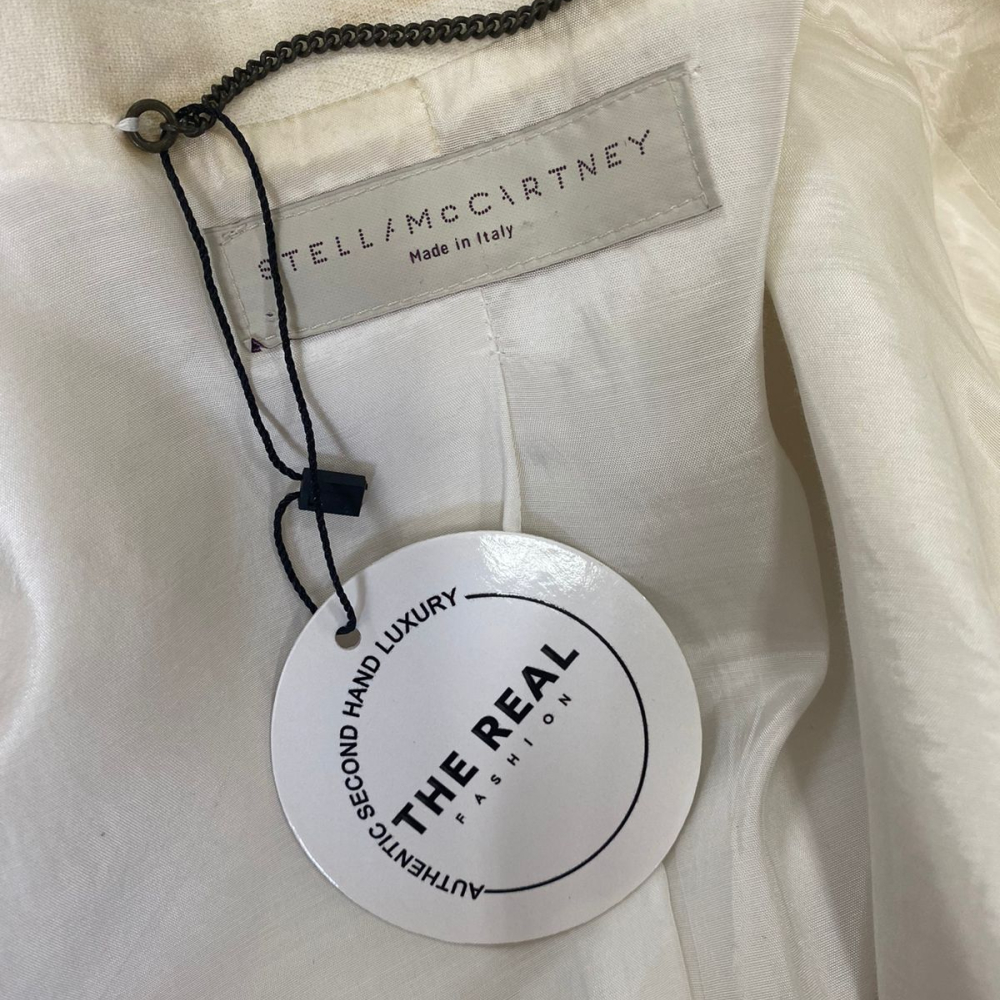 STELLA McCARTNEY
Made in Italy
AUTHENTIC SECOND HAND LUXURY
THE REAL
FASHION